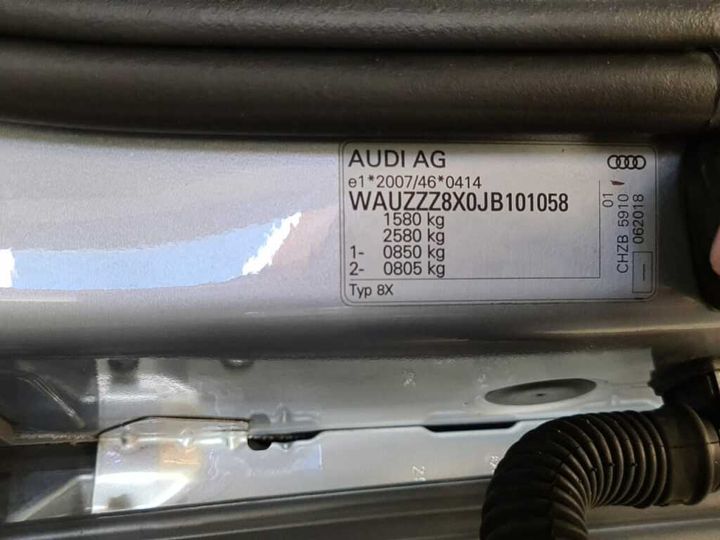 AUDI AG
e1*2007/46*0414
WAUZZZ8X0JB101058
1580 kg
2580 kg
1- 0850 kg
2- 0805 kg
Typ 8X
01
CHZB 5910
062018